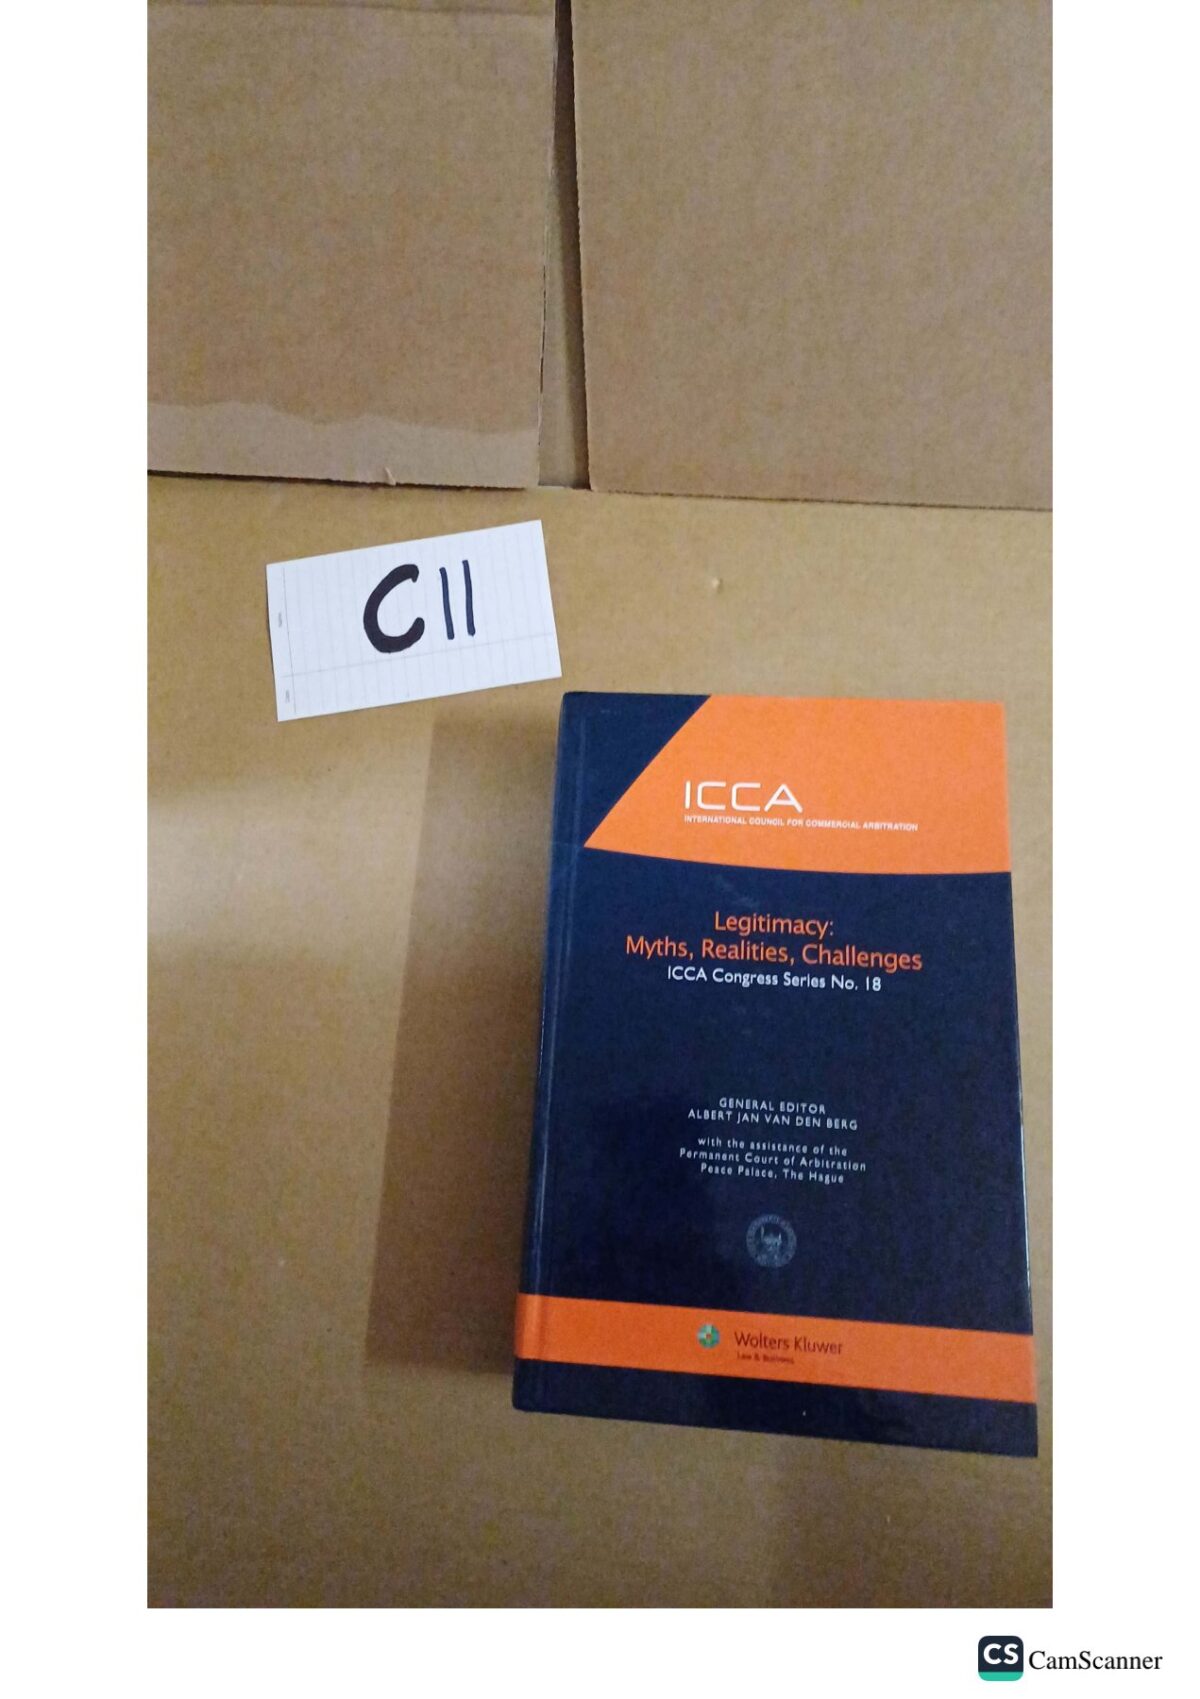 C11
ICCA
INTERNATIONAL COUNCIL FOR COMMERCIAL ARBITRATION
Legitimacy:
Myths, Realities, Challenges
ICCA Congress Series No. 18
GENERAL EDITOR
ALBERT JAN VAN DEN BERG
with the assistance of the
Permanent Court of Arbitration
Peace Palace, The Hague
Wolters Kluwer
Law & Business
CS CamScanner